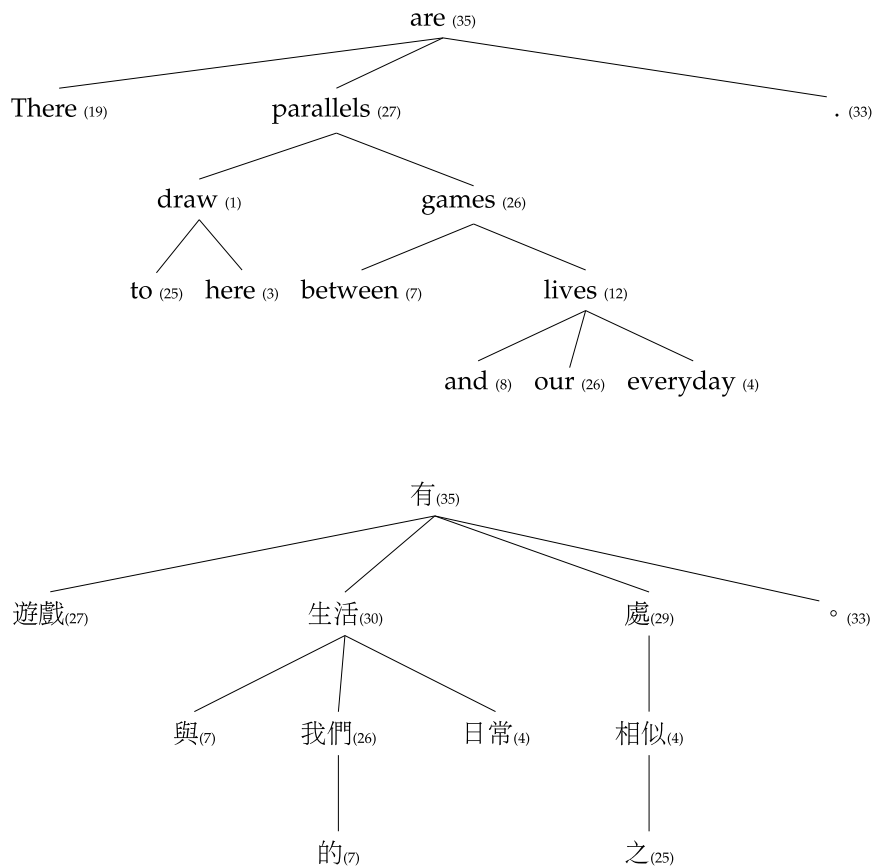 are (35)
There (19) parallels (27) . (33)
draw (1) games (26)
to (25) here (3) between (7) lives (12)
and (8) our (26) everyday (4)
有(35)
遊戲(27) 生活(30) 處(29) 。(33)
與(7) 我們(26) 日常(4) 相似(4)
的(7) 之(25)